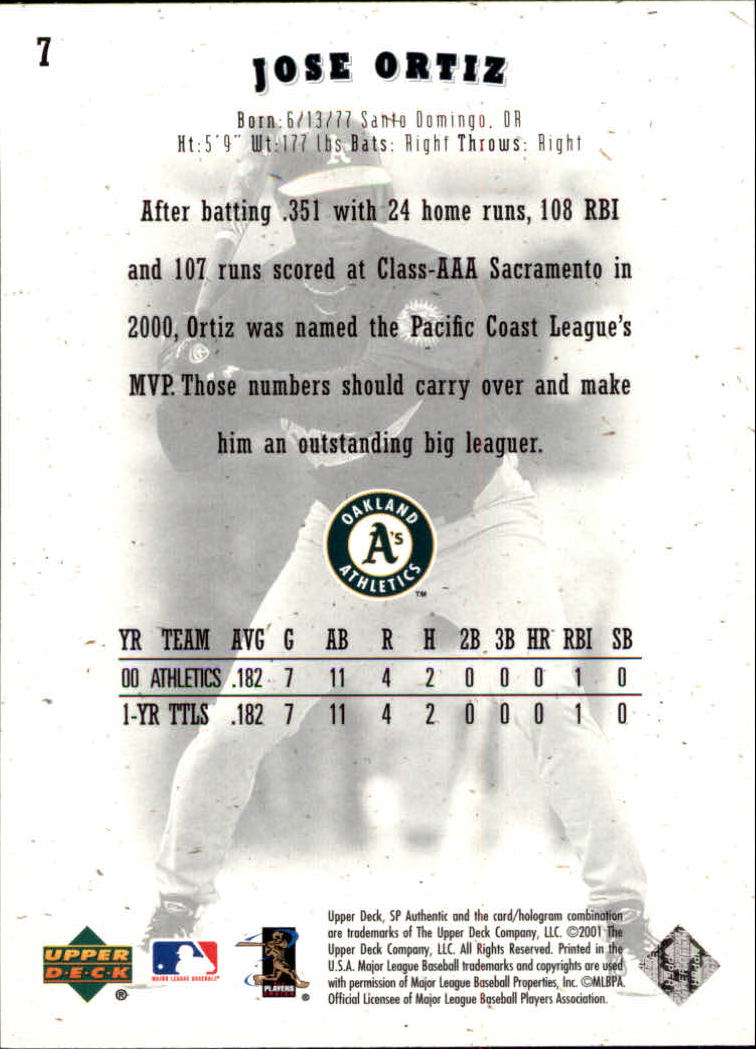 7
JOSE ORTIZ
Born: 6/13/77 Santo Domingo, DR
Ht: 5'9" Wt: 177 lbs Bats: Right Throws: Right
After batting .351 with 24 home runs, 108 RBI
and 107 runs scored at Class-AAA Sacramento in
2000, Ortiz was named the Pacific Coast League's
MVP. Those numbers should carry over and make
him an outstanding big leaguer.
OAKLAND
A's
ATHLETICS
TM
YR TEAM AVG G AB R H 2B 3B HR RBI SB
00 ATHLETICS .182 7 11 4 2 0 0 0 1 0
1-YR TTLS .182 7 11 4 2 0 0 0 1 0
Upper Deck, SP Authentic and the card/hologram combination
are trademarks of The Upper Deck Company, LLC. ©2001 The
Upper Deck Company, LLC. All Rights Reserved. Printed in the
U.S.A. Major League Baseball trademarks and copyrights are used
with permission of Major League Baseball Properties, Inc. ©MLBPA.
Official Licensee of Major League Baseball Players Association.
UPPER
D·E·C·K
®
MAJOR LEAGUE BASEBALL
PLAYERS
CHOICE
®